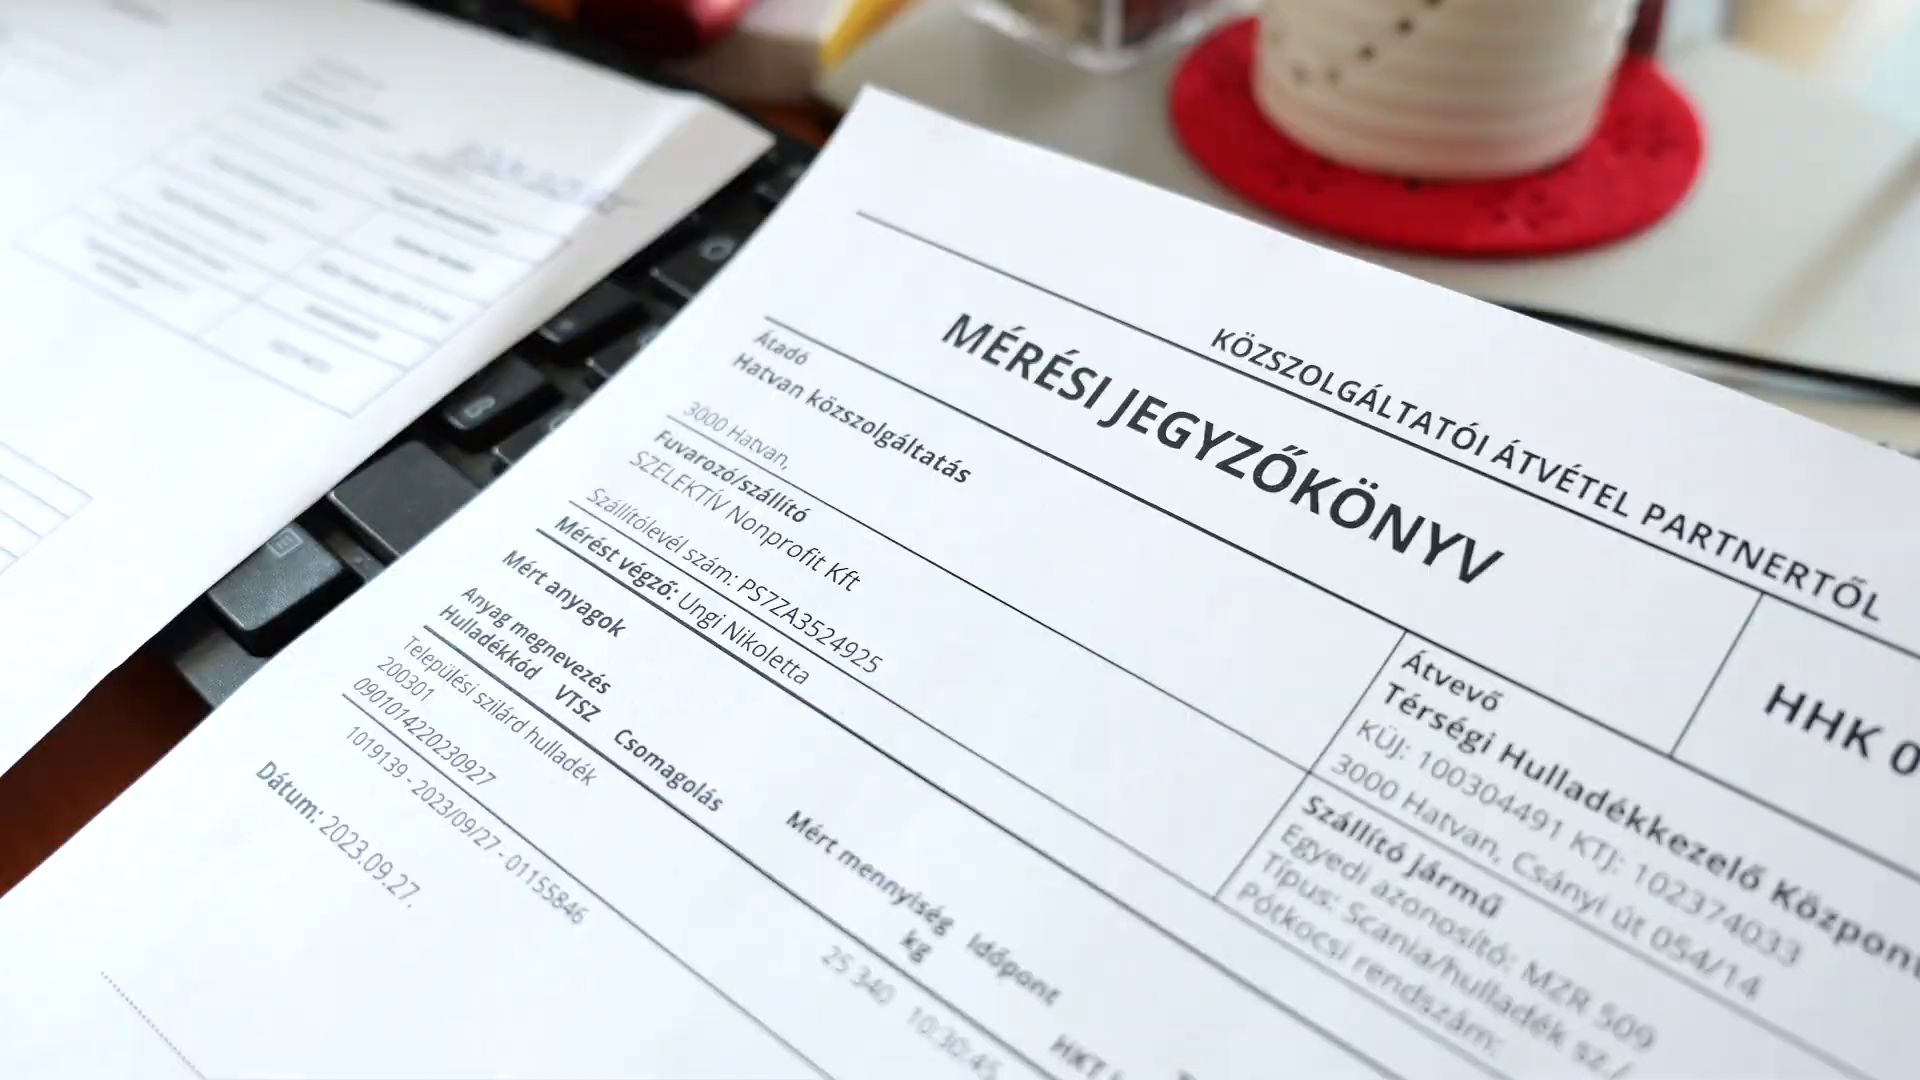 KÖZSZOLGÁLTATÓI ÁTVÉTEL PARTNERTŐL
MÉRÉSI JEGYZŐKÖNYV
HHK 0
Átadó
Hatvan közszolgáltatás
3000 Hatvan,
Fuvarozó/szállító
SZELEKTÍV Nonprofit Kft
Szállítólevél szám: PS7ZA3524925
Mérést végző: Ungi Nikoletta
Átvevő
Térségi Hulladékkezelő Központ
KÜJ: 100304491 KTJ: 102374033
3000 Hatvan, Csányi út 054/14
Szállító jármű
Egyedi azonosító: MZR 509
Típus: Scania/hulladék sz./
Pótkocsi rendszám:
Mért anyagok
Anyag megnevezés
Hulladékkód VTSZ Csomagolás
Mért mennyiség kg Időpont HKT
Települési szilárd hulladék
200301
0901014220230927
25 340 10:30:45
1019139 - 2023/09/27 - 01155846
Dátum: 2023.09.27.